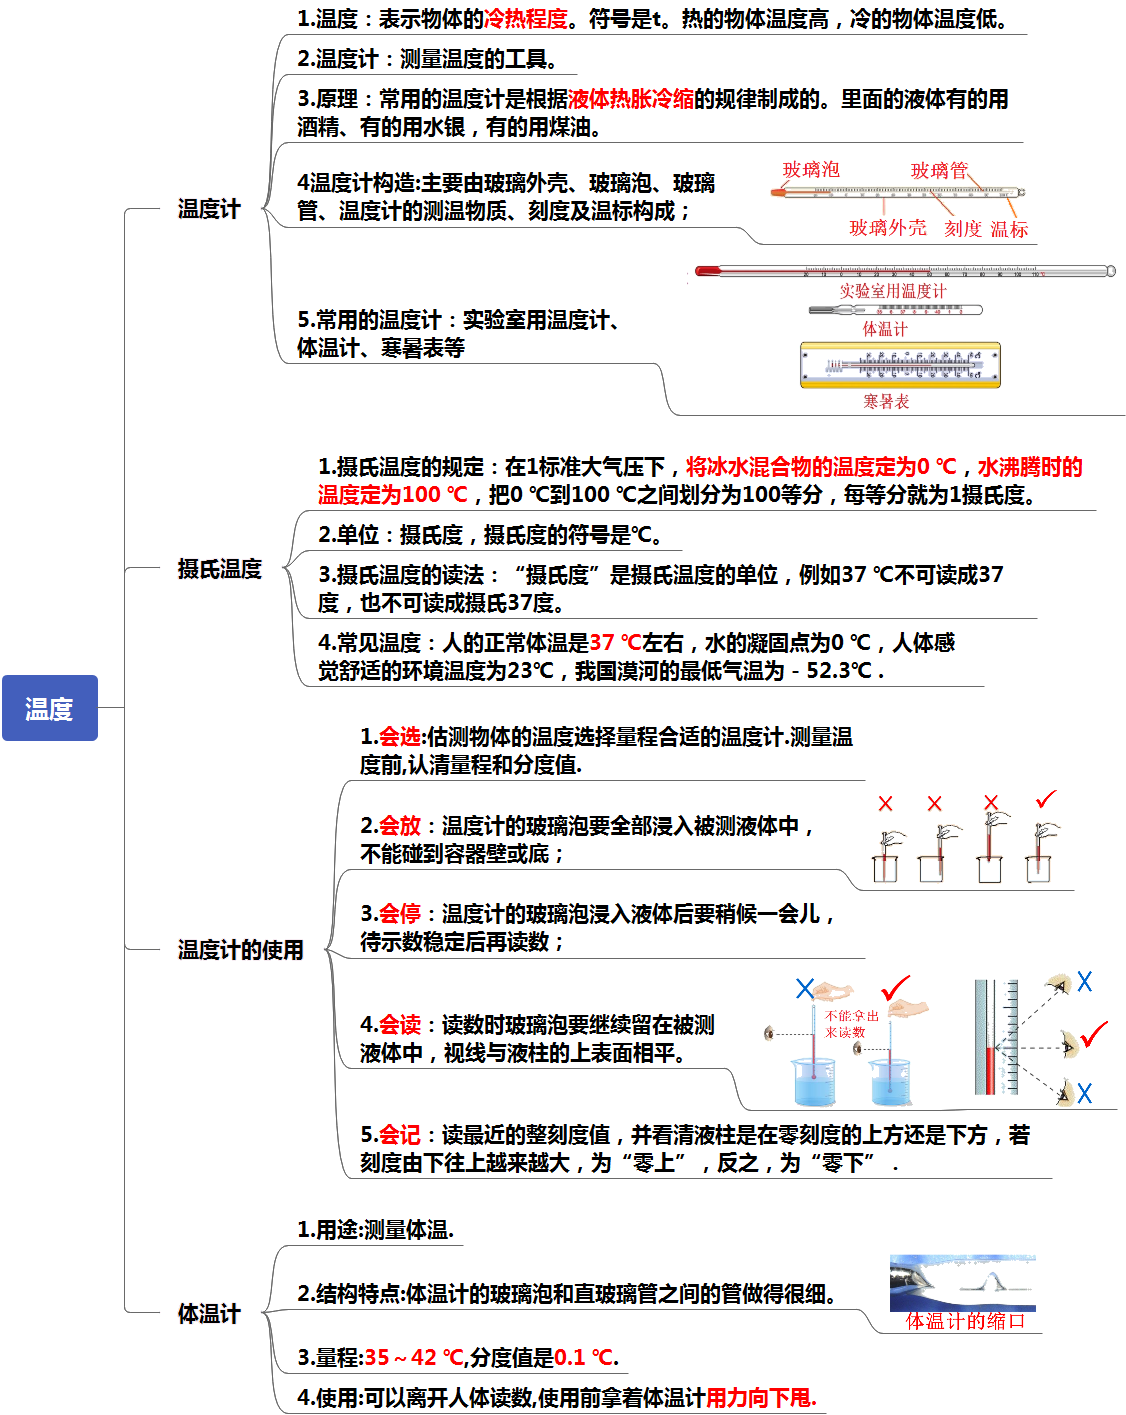 温度
温度计
1.温度：表示物体的冷热程度。符号是t。热的物体温度高，冷的物体温度低。
2.温度计：测量温度的工具。
3.原理：常用的温度计是根据液体热胀冷缩的规律制成的。里面的液体有的用
酒精、有的用水银，有的用煤油。
4温度计构造:主要由玻璃外壳、玻璃泡、玻璃
管、温度计的测温物质、刻度及温标构成；
玻璃泡
玻璃管
玻璃外壳
刻度
温标
5.常用的温度计：实验室用温度计、
体温计、寒暑表等
实验室用温度计
体温计
寒暑表
摄氏温度
1.摄氏温度的规定：在1标准大气压下，将冰水混合物的温度定为0 ℃，水沸腾时的
温度定为100 ℃，把0 ℃到100 ℃之间划分为100等分，每等分就为1摄氏度。
2.单位：摄氏度，摄氏度的符号是℃。
3.摄氏温度的读法：“摄氏度”是摄氏温度的单位，例如37 ℃不可读成37
度，也不可读成摄氏37度。
4.常见温度：人的正常体温是37 ℃左右，水的凝固点为0 ℃，人体感
觉舒适的环境温度为23℃，我国漠河的最低气温为－52.3℃ .
温度计的使用
1.会选:估测物体的温度选择量程合适的温度计.测量温
度前,认清量程和分度值.
2.会放：温度计的玻璃泡要全部浸入被测液体中，
不能碰到容器壁或底；
3.会停：温度计的玻璃泡浸入液体后要稍候一会儿，
待示数稳定后再读数；
4.会读：读数时玻璃泡要继续留在被测
液体中，视线与液柱的上表面相平。
不能拿出
来读数
5.会记：读最近的整刻度值，并看清液柱是在零刻度的上方还是下方，若
刻度由下往上越来越大，为“零上”，反之，为“零下” .
体温计
1.用途:测量体温.
2.结构特点:体温计的玻璃泡和直玻璃管之间的管做得很细。
体温计的缩口
3.量程:35～42 ℃,分度值是0.1 ℃.
4.使用:可以离开人体读数,使用前拿着体温计用力向下甩.